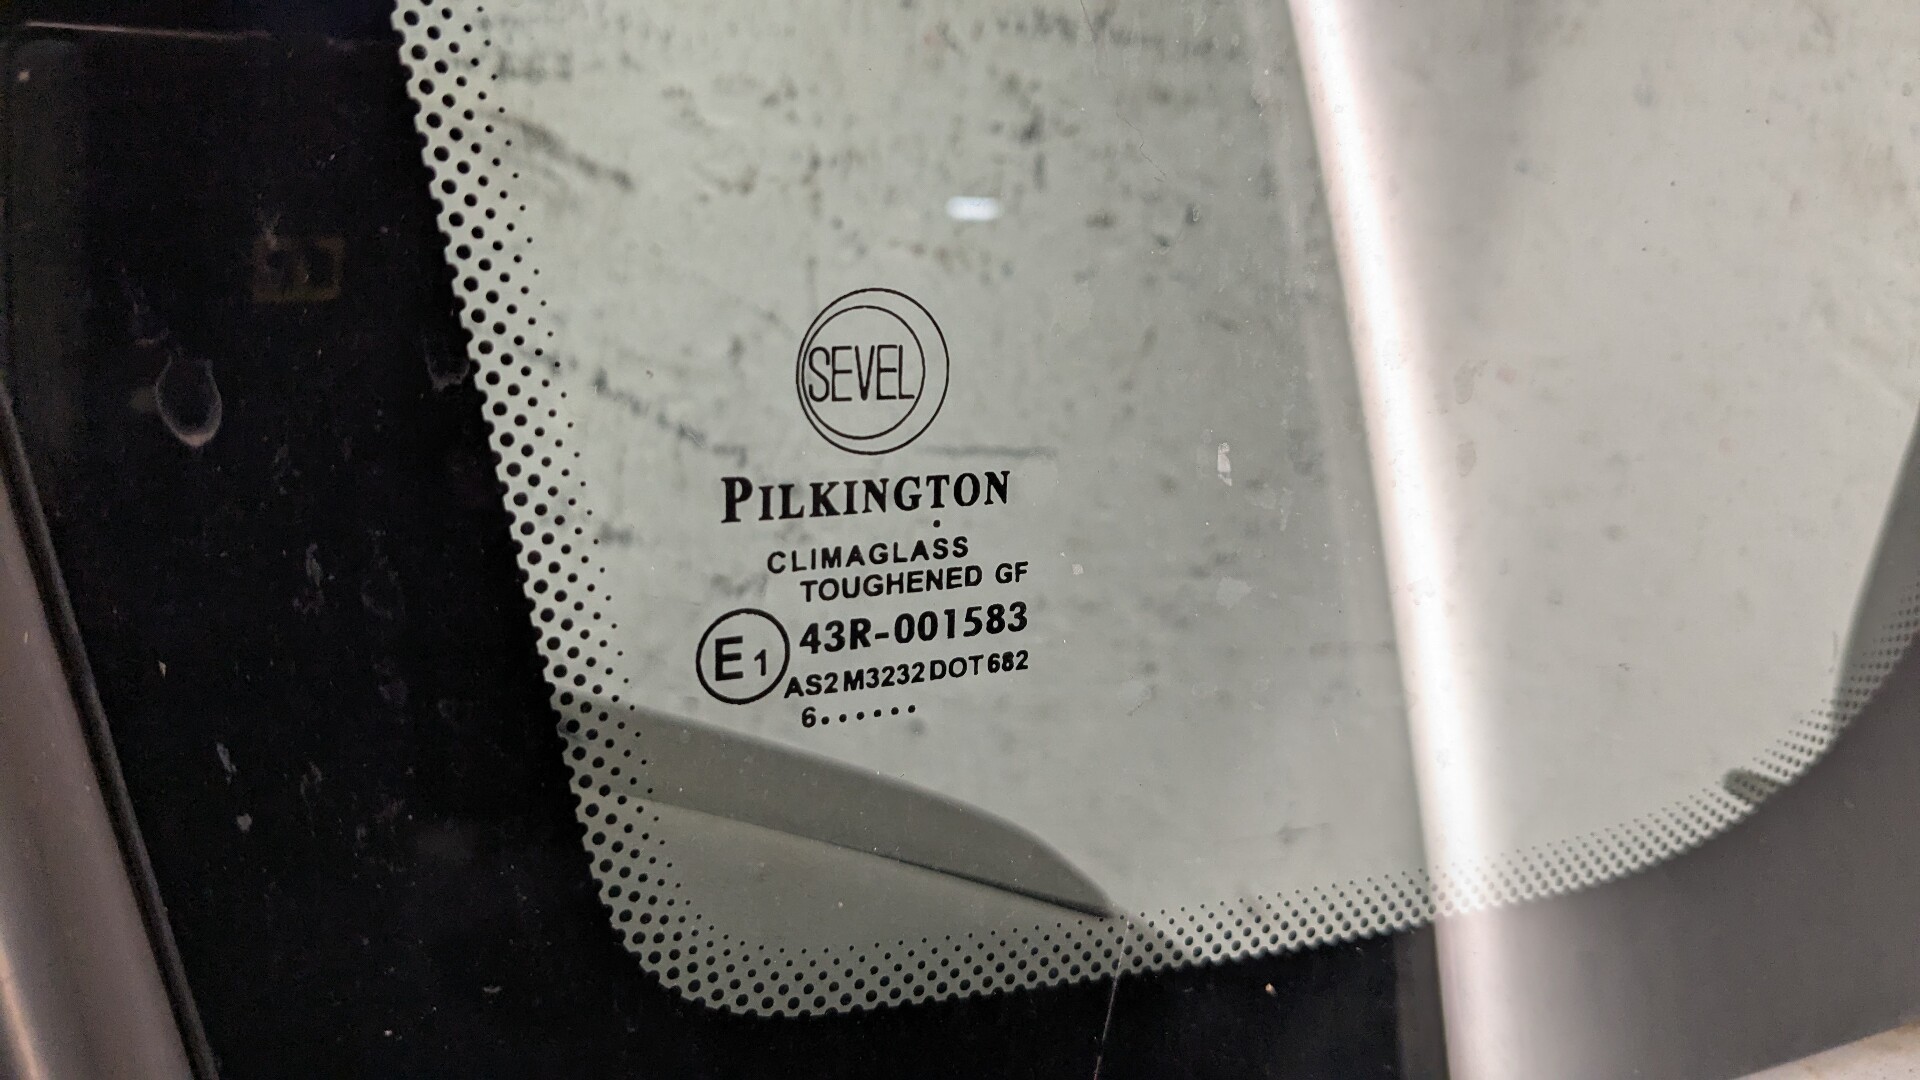 SEVEL
PILKINGTON
CLIMAGLASS
TOUGHENED GF
E1 43R-001583
AS2 M3232 DOT 682
6......